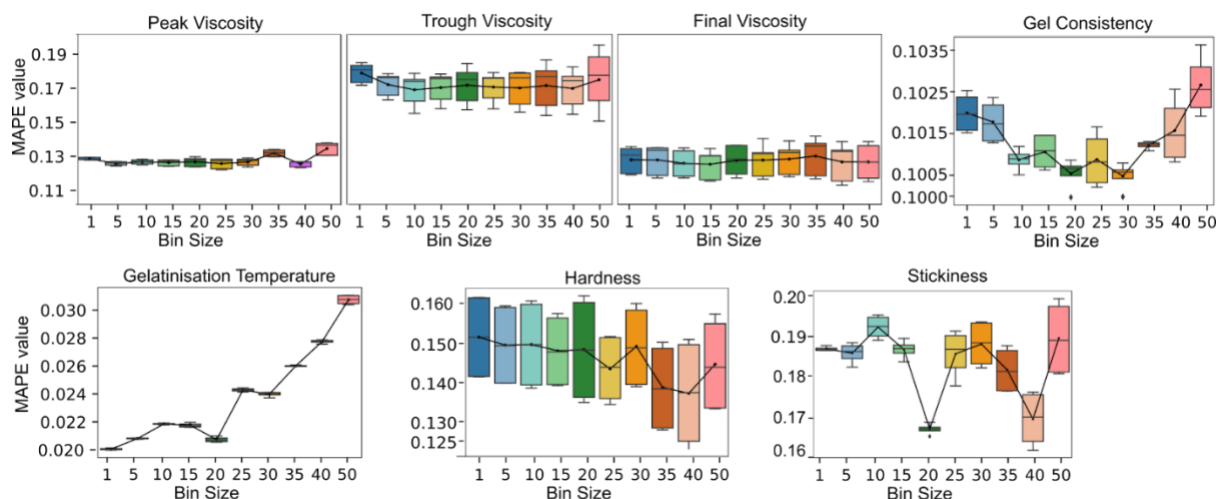 Peak Viscosity
Trough Viscosity
Final Viscosity
Gel Consistency
MAPE value
0.19
0.17
0.15
0.13
0.11
0.1035
0.1025
0.1015
0.1005
0.1000
1 5 10 15 20 25 30 35 40 50
1 5 10 15 20 25 30 35 40 50
1 5 10 15 20 25 30 35 40 50
1 5 10 15 20 25 30 35 40 50
Bin Size
Bin Size
Bin Size
Bin Size
Gelatinisation Temperature
Hardness
Stickiness
MAPE value
0.030
0.028
0.026
0.024
0.022
0.020
0.160
0.150
0.140
0.130
0.125
0.20
0.19
0.18
0.17
0.16
1 5 10 15 20 25 30 35 40 50
1 5 10 15 20 25 30 35 40 50
1 5 10 15 20 25 30 35 40 50
Bin Size
Bin Size
Bin Size